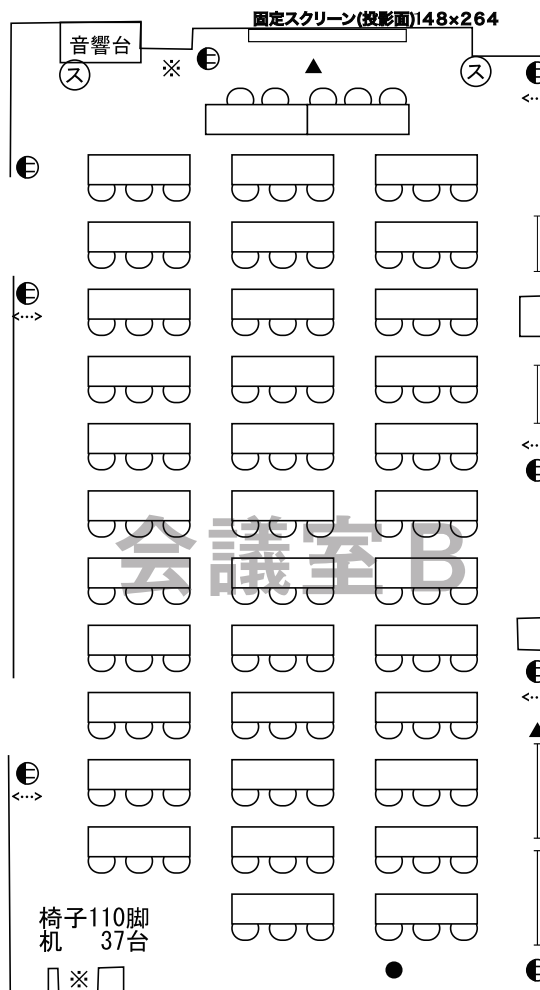 固定スクリーン(投影面)148×264
音響台
ス
※
ス
会議室B
椅子110脚
机 37台
※